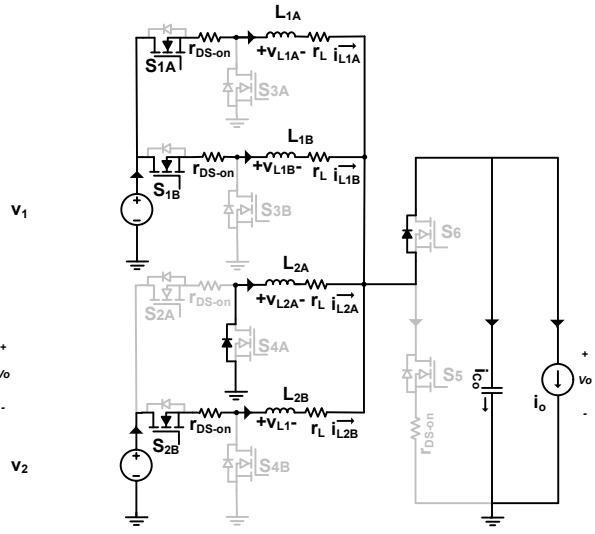 L1A
S1A
rDS-on
+vL1A-
rL
iL1A
S3A
L1B
S1B
rDS-on
+vL1B-
rL
iL1B
v1
+
-
S3B
S6
L2A
S2A
rDS-on
+vL2A-
rL
iL2A
S4A
+
Vo
-
S5
iCo
io
+
Vo
-
L2B
S2B
rDS-on
+vL1-
rL
iL2B
rDS-on
v2
+
-
S4B